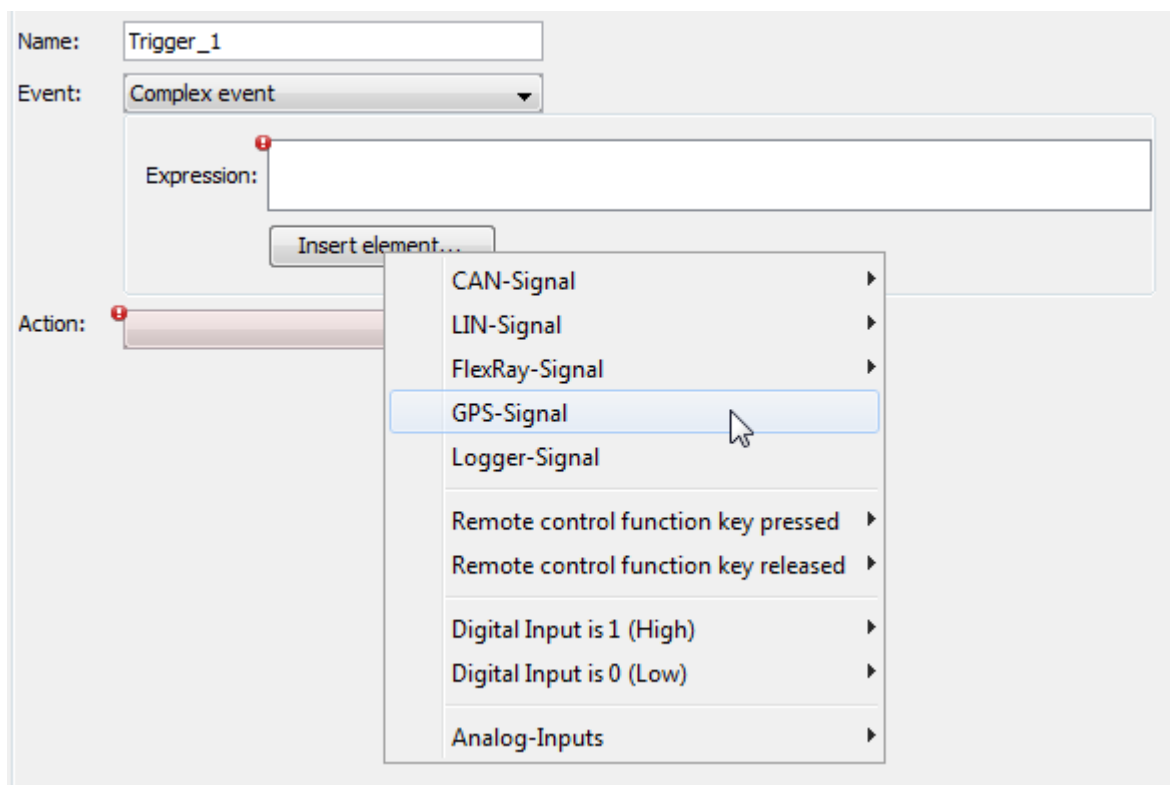 Name: Trigger_1
Event: Complex event
Expression:
Insert element...
CAN-Signal
LIN-Signal
Action:
FlexRay-Signal
GPS-Signal
Logger-Signal
Remote control function key pressed
Remote control function key released
Digital Input is 1 (High)
Digital Input is 0 (Low)
Analog-Inputs